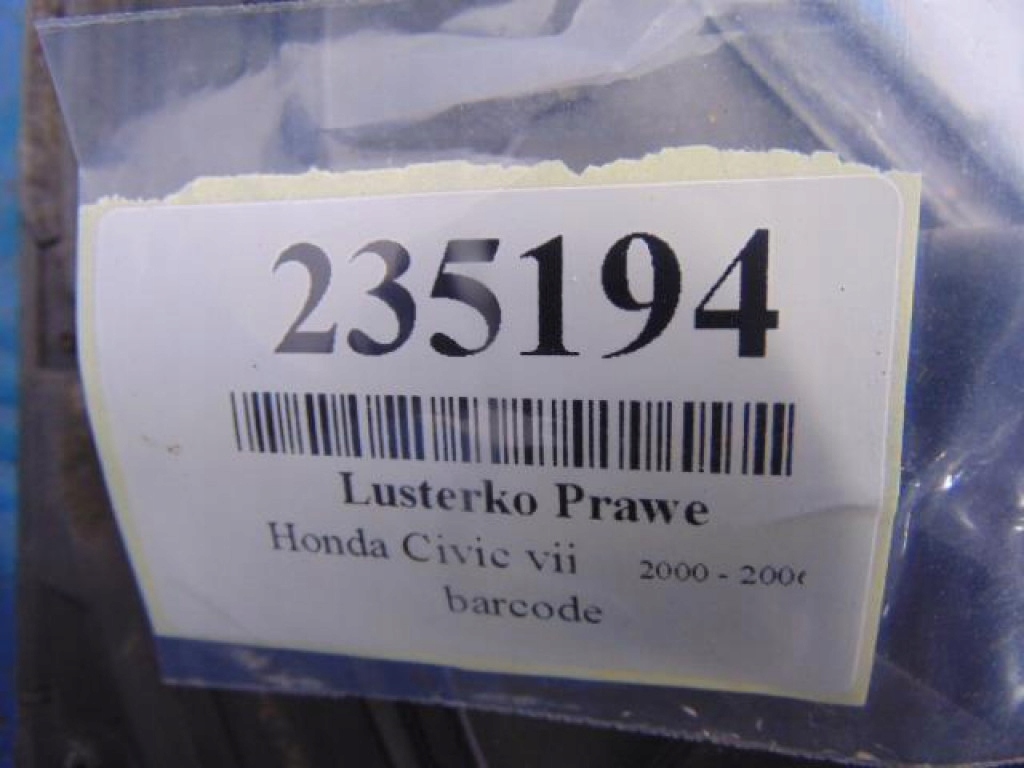 235194
Lusterko Prawe
Honda Civic vii 2000 - 200
barcode